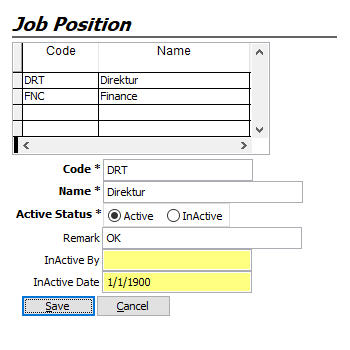 Job Position
Code Name
DRT Direktur
FNC Finance
Code * DRT
Name * Direktur
Active Status * Active InActive
Remark OK
InActive By
InActive Date 1/1/1900
Save Cancel